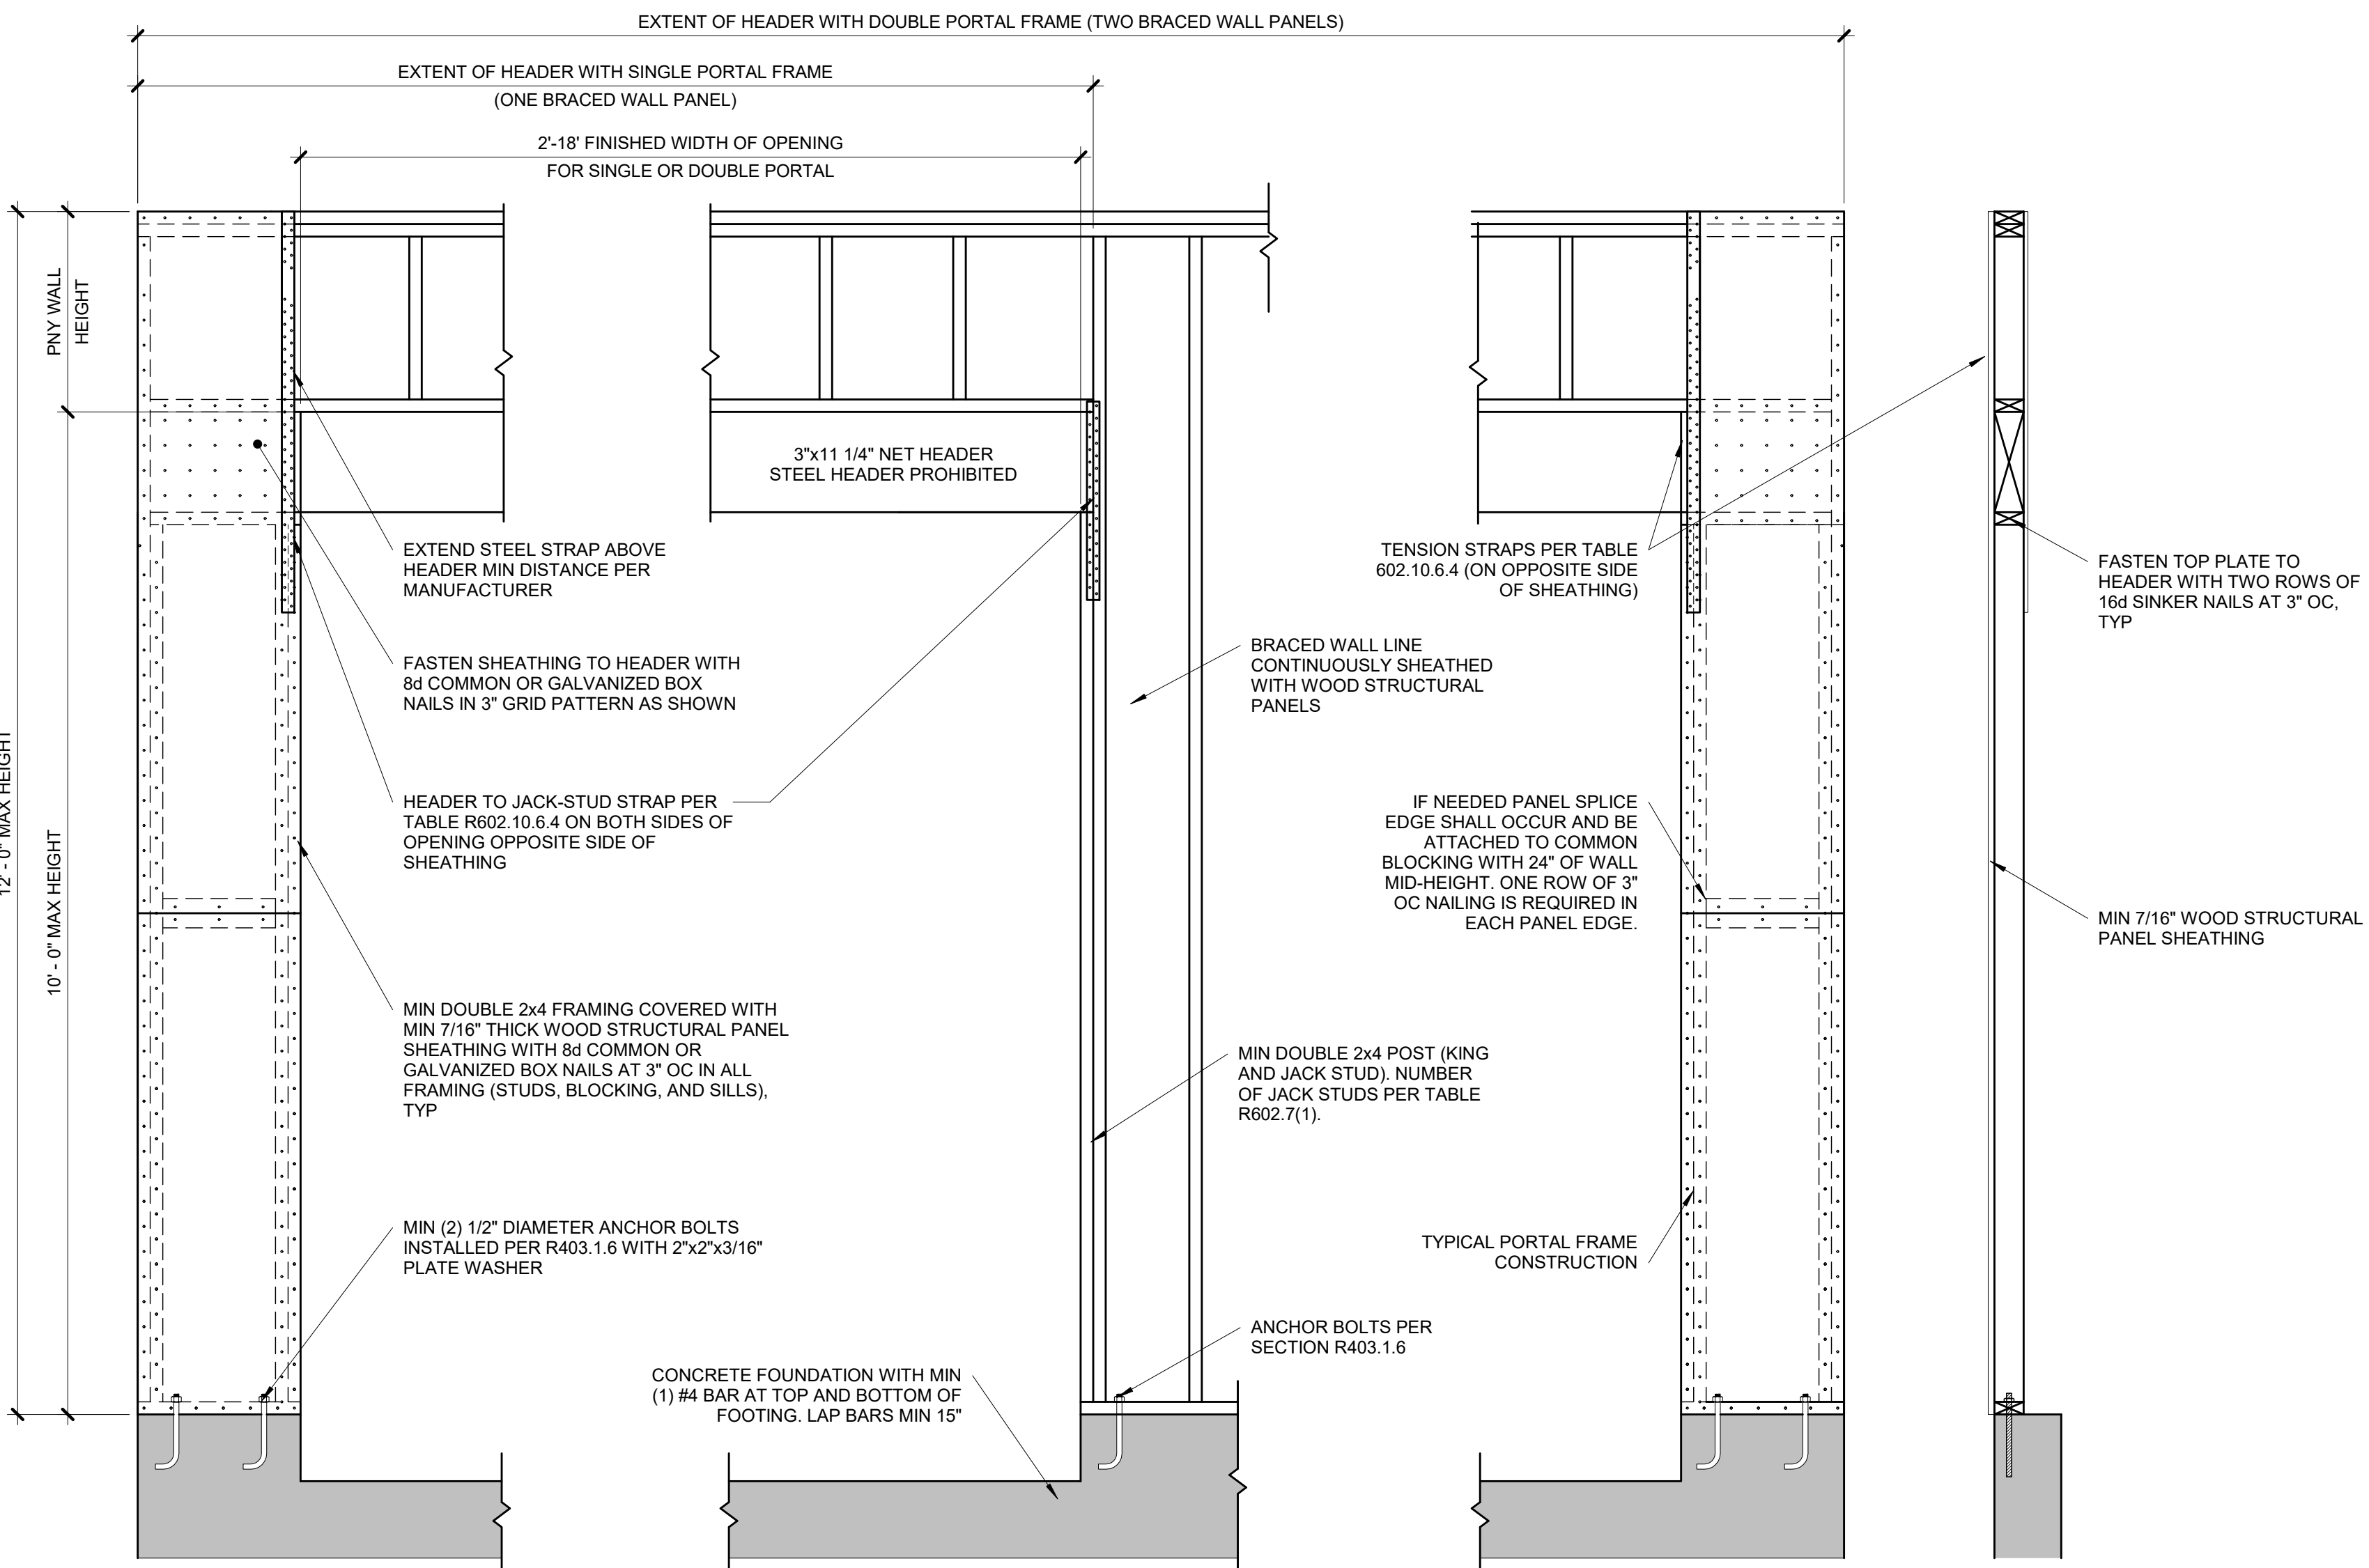 EXTENT OF HEADER WITH DOUBLE PORTAL FRAME (TWO BRACED WALL PANELS)
EXTENT OF HEADER WITH SINGLE PORTAL FRAME
(ONE BRACED WALL PANEL)
2'-18' FINISHED WIDTH OF OPENING
FOR SINGLE OR DOUBLE PORTAL
PNY WALL
HEIGHT
12' - 0" MAX HEIGHT
10' - 0" MAX HEIGHT
3"x11 1/4" NET HEADER
STEEL HEADER PROHIBITED
EXTEND STEEL STRAP ABOVE
HEADER MIN DISTANCE PER
MANUFACTURER
FASTEN SHEATHING TO HEADER WITH
8d COMMON OR GALVANIZED BOX
NAILS IN 3" GRID PATTERN AS SHOWN
HEADER TO JACK-STUD STRAP PER
TABLE R602.10.6.4 ON BOTH SIDES OF
OPENING OPPOSITE SIDE OF
SHEATHING
MIN DOUBLE 2x4 FRAMING COVERED WITH
MIN 7/16" THICK WOOD STRUCTURAL PANEL
SHEATHING WITH 8d COMMON OR
GALVANIZED BOX NAILS AT 3" OC IN ALL
FRAMING (STUDS, BLOCKING, AND SILLS),
TYP
MIN (2) 1/2" DIAMETER ANCHOR BOLTS
INSTALLED PER R403.1.6 WITH 2"x2"x3/16"
PLATE WASHER
CONCRETE FOUNDATION WITH MIN
(1) #4 BAR AT TOP AND BOTTOM OF
FOOTING. LAP BARS MIN 15"
TENSION STRAPS PER TABLE
602.10.6.4 (ON OPPOSITE SIDE
OF SHEATHING)
BRACED WALL LINE
CONTINUOUSLY SHEATHED
WITH WOOD STRUCTURAL
PANELS
IF NEEDED PANEL SPLICE
EDGE SHALL OCCUR AND BE
ATTACHED TO COMMON
BLOCKING WITH 24" OF WALL
MID-HEIGHT. ONE ROW OF 3"
OC NAILING IS REQUIRED IN
EACH PANEL EDGE.
MIN DOUBLE 2x4 POST (KING
AND JACK STUD). NUMBER
OF JACK STUDS PER TABLE
R602.7(1).
TYPICAL PORTAL FRAME
CONSTRUCTION
ANCHOR BOLTS PER
SECTION R403.1.6
FASTEN TOP PLATE TO
HEADER WITH TWO ROWS OF
16d SINKER NAILS AT 3" OC,
TYP
MIN 7/16" WOOD STRUCTURAL
PANEL SHEATHING